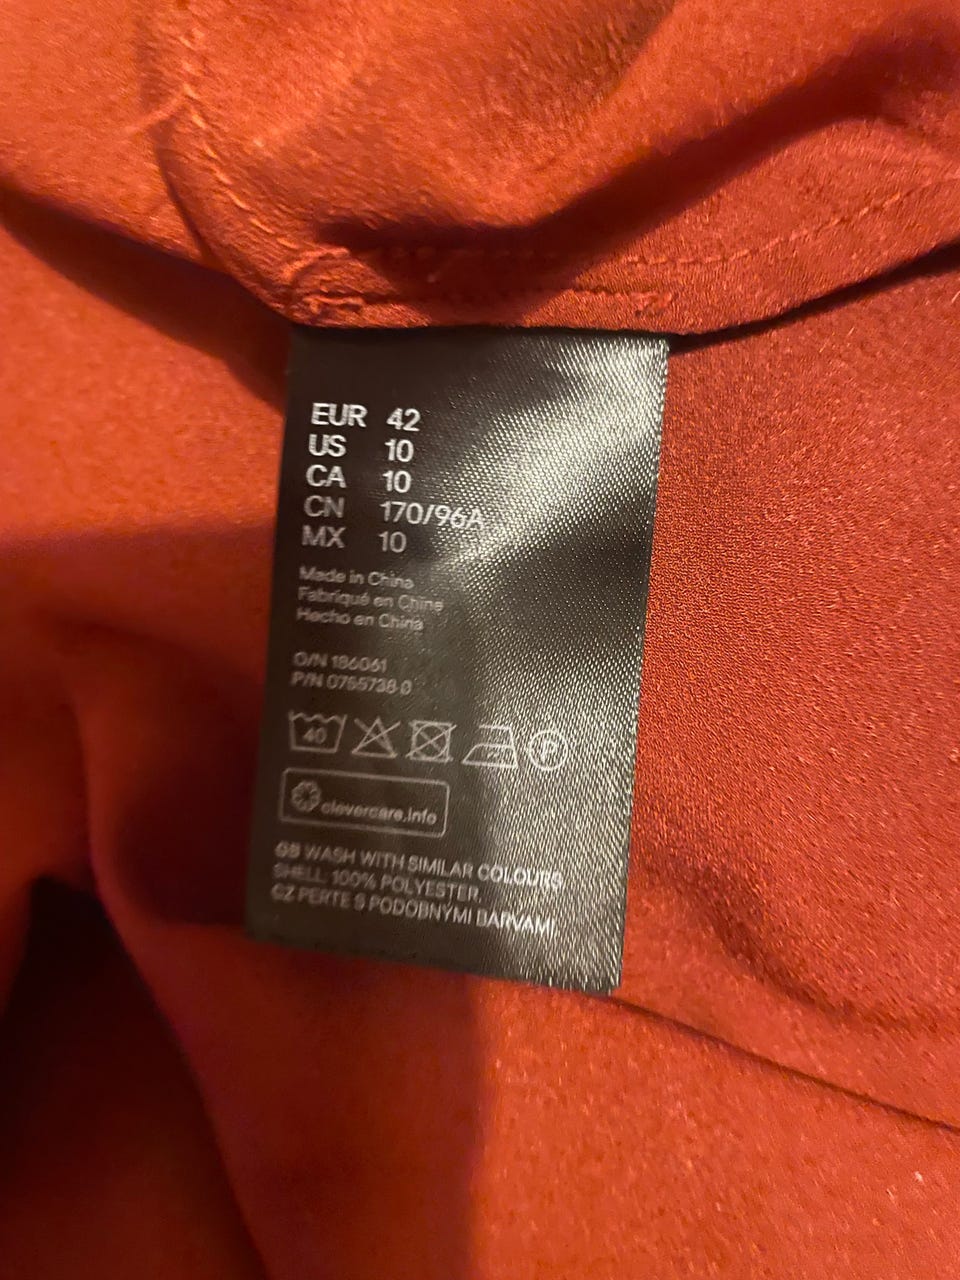 EUR 42
US 10
CA 10
CN 170/96A
MX 10
Made in China
Fabriqué en Chine
Hecho en China
O/N 186061
P/N 0755738-0
40
P
clevercare.info
GB WASH WITH SIMILAR COLOURS
SHELL: 100% POLYESTER.
CZ PERTE S PODOBNÝMI BARVAMI,